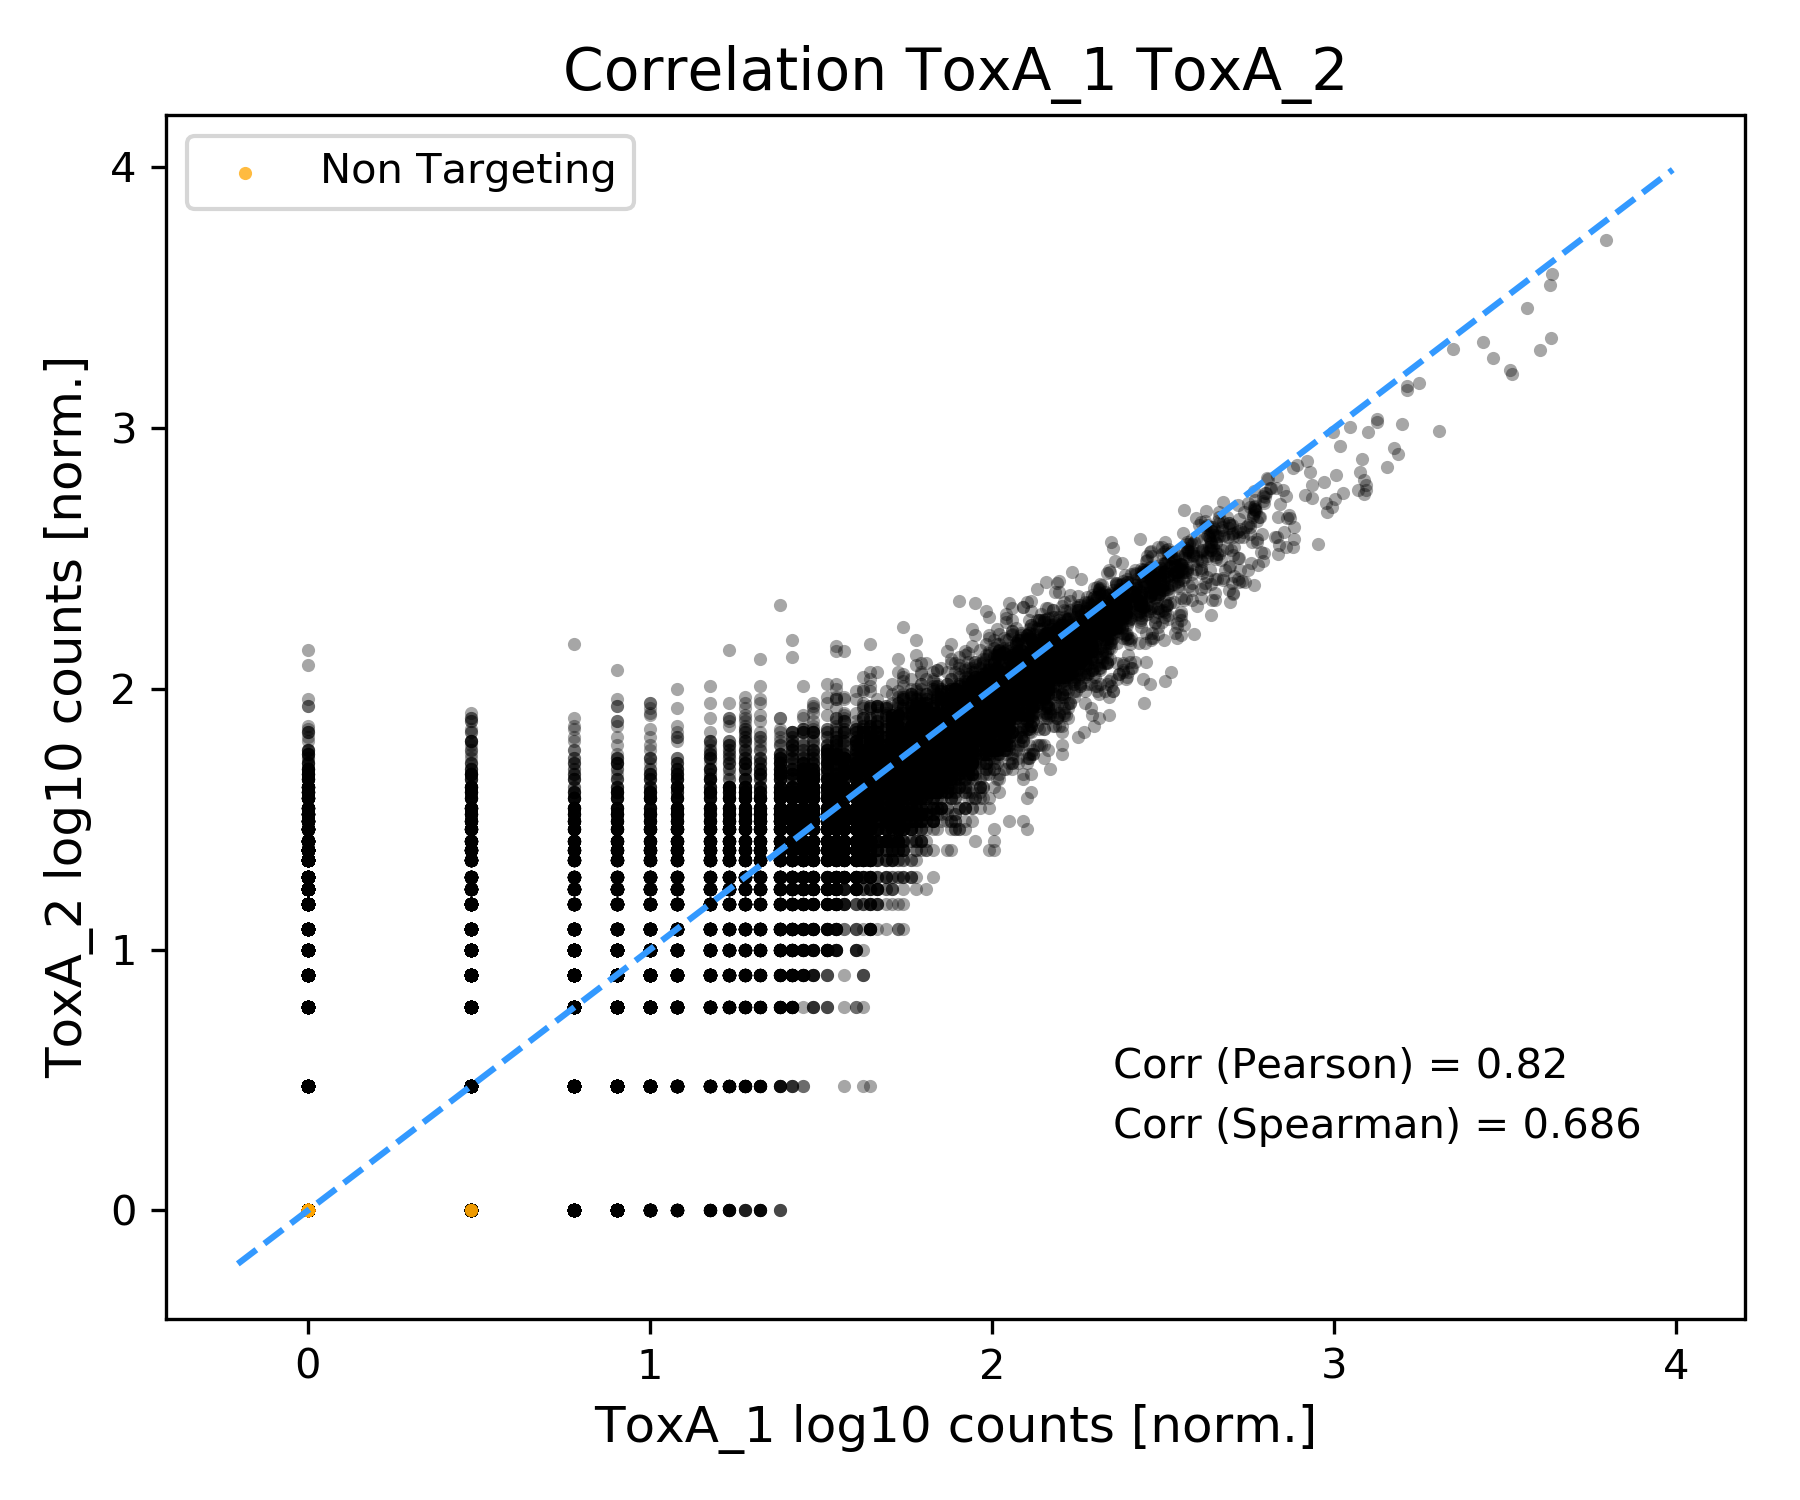 Correlation ToxA_1 ToxA_2
Non Targeting
4
3
2
1
0
ToxA_2 log10 counts [norm.]
Corr (Pearson) = 0.82
Corr (Spearman) = 0.686
0 1 2 3 4
ToxA_1 log10 counts [norm.]